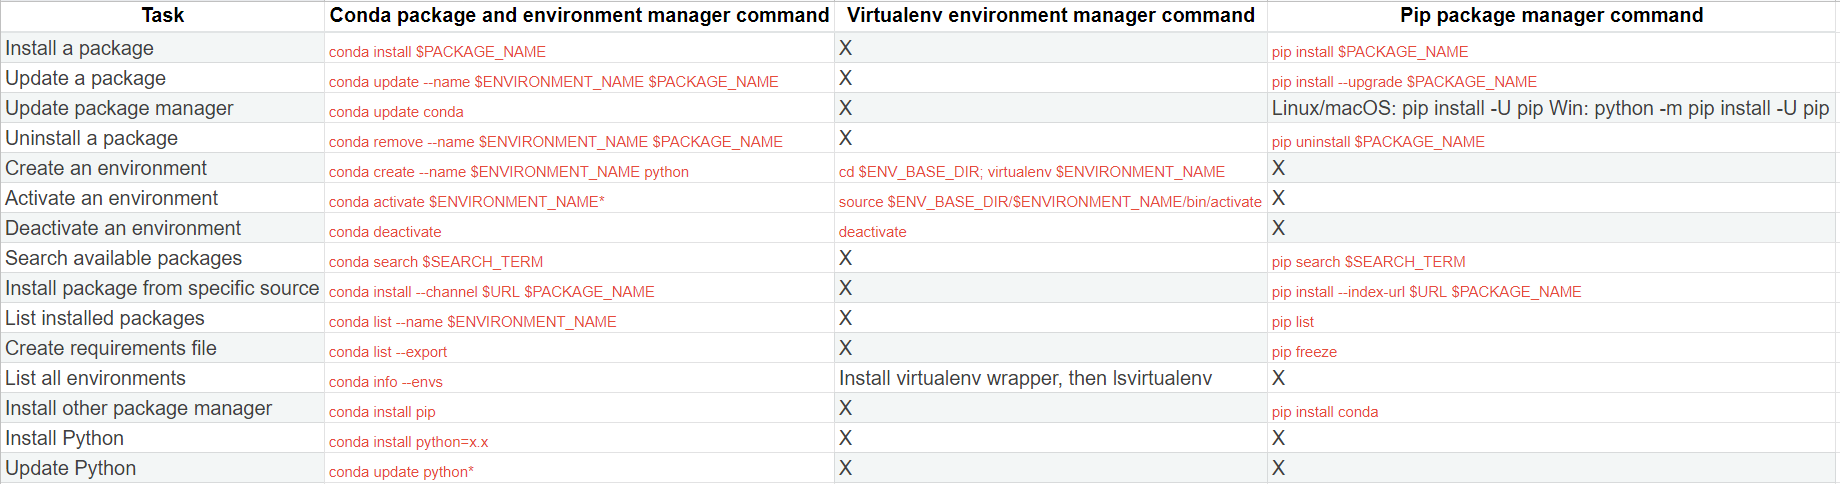 Task Conda package and environment manager command Virtualenv environment manager command Pip package manager command
Install a package conda install $PACKAGE_NAME X pip install $PACKAGE_NAME
Update a package conda update --name $ENVIRONMENT_NAME $PACKAGE_NAME X pip install --upgrade $PACKAGE_NAME
Update package manager conda update conda X Linux/macOS: pip install -U pip Win: python -m pip install -U pip
Uninstall a package conda remove --name $ENVIRONMENT_NAME $PACKAGE_NAME X pip uninstall $PACKAGE_NAME
Create an environment conda create --name $ENVIRONMENT_NAME python cd $ENV_BASE_DIR; virtualenv $ENVIRONMENT_NAME X
Activate an environment conda activate $ENVIRONMENT_NAME* source $ENV_BASE_DIR/$ENVIRONMENT_NAME/bin/activate X
Deactivate an environment conda deactivate deactivate X
Search available packages conda search $SEARCH_TERM X pip search $SEARCH_TERM
Install package from specific source conda install --channel $URL $PACKAGE_NAME X pip install --index-url $URL $PACKAGE_NAME
List installed packages conda list --name $ENVIRONMENT_NAME X pip list
Create requirements file conda list --export X pip freeze
List all environments conda info --envs Install virtualenv wrapper, then lsvirtualenv X
Install other package manager conda install pip X pip install conda
Install Python conda install python=x.x X X
Update Python conda update python* X X